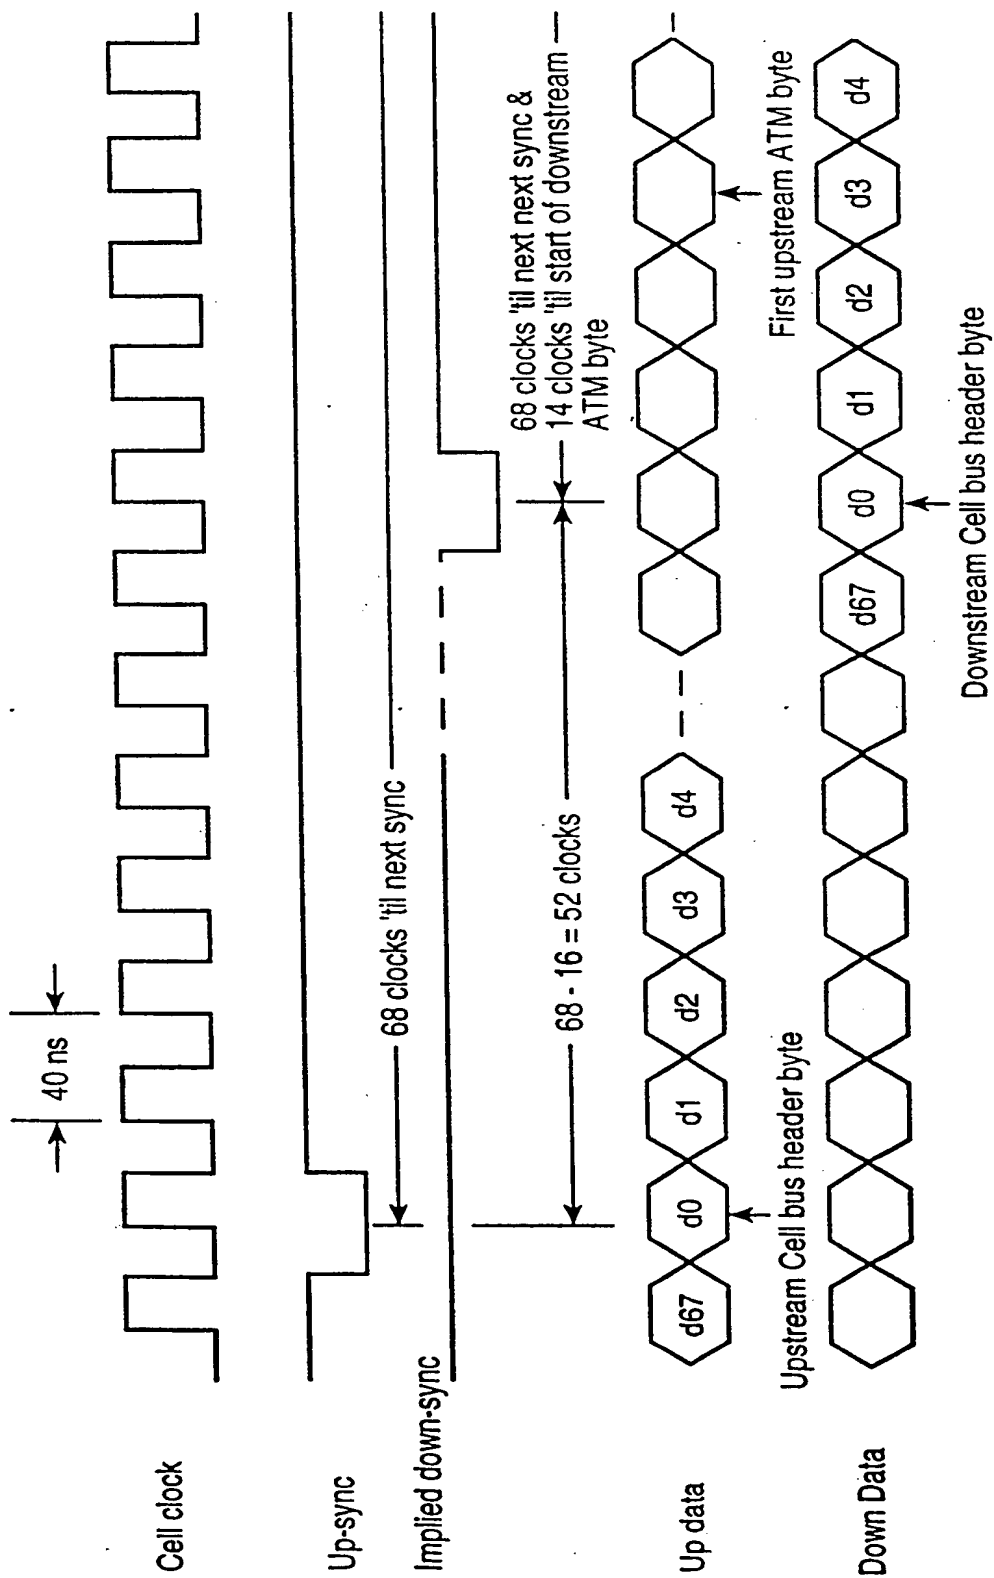 Cell clock
40 ns
Up-sync
68 clocks 'til next sync
Implied down-sync
68 - 16 = 52 clocks
68 clocks 'til next next sync &
14 clocks 'til start of downstream
ATM byte
Up data
d67
d0
d1
d2
d3
d4
Upstream Cell bus header byte
First upstream ATM byte
Down Data
d67
d0
d1
d2
d3
d4
Downstream Cell bus header byte